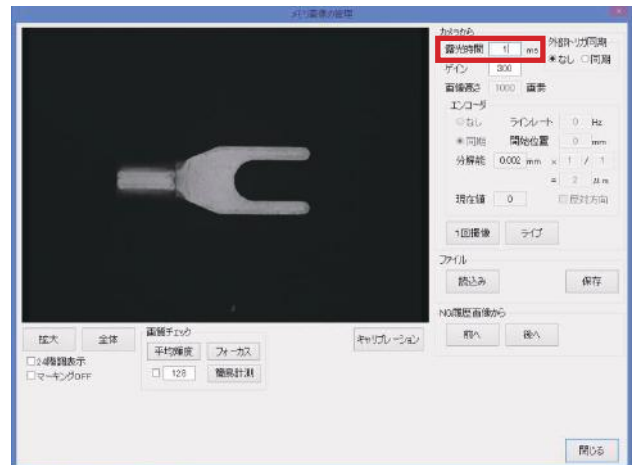 メモリ画像の管理
カメラから
露光時間 1 ms
外部トリガ同期
なし 同期
ゲイン 300
画像高さ 1000 画素
エンコーダ
なし ラインレート 0 Hz
同期 開始位置 0 mm
分解能 0.002 mm × 1 / 1
= 2 μm
現在値 0 反対方向
1回撮像 ライブ
ファイル
読込み 保存
NG履歴画像から
前へ 後へ
拡大 全体
24階調表示
マーキングOFF
画質チェック
平均輝度 フォーカス
128 簡易計測
キャリブレーション
閉じる